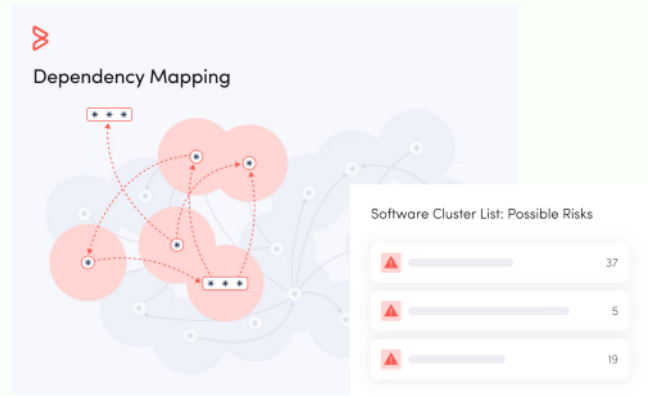 Dependency Mapping
* * *
* * *
Software Cluster List: Possible Risks
37
5
19